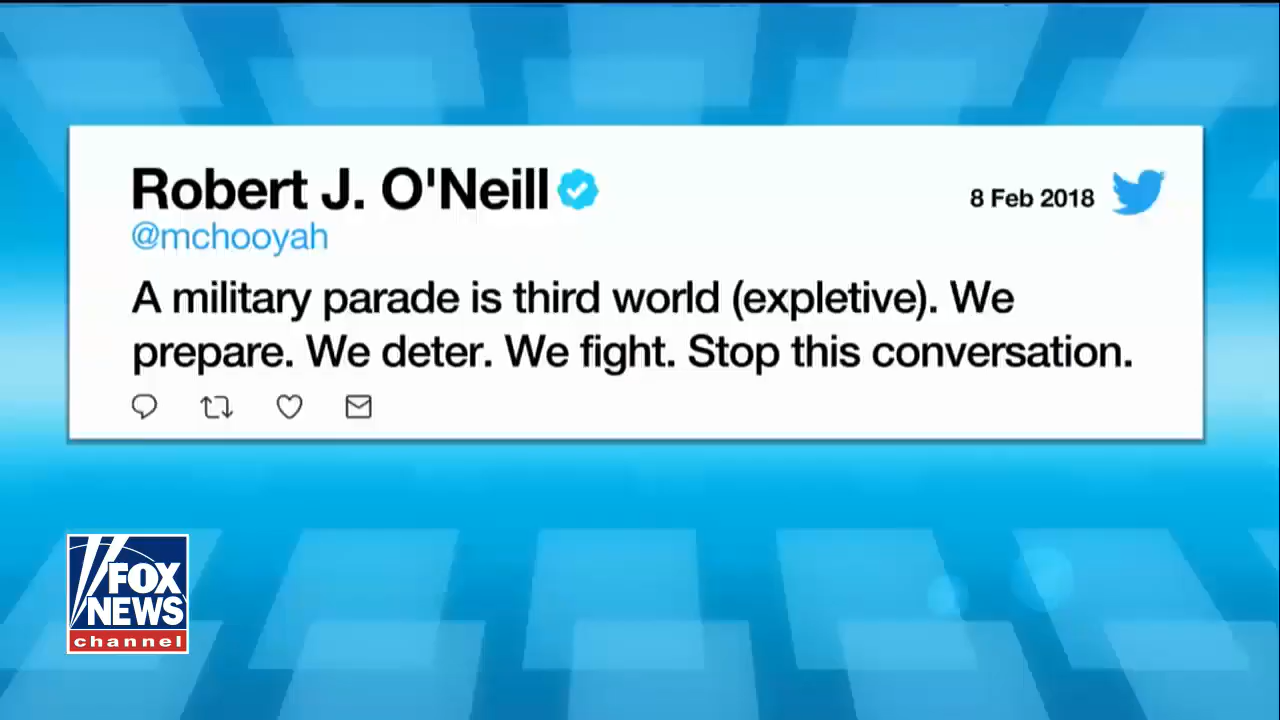 Robert J. O'Neill
8 Feb 2018
@mchooyah
A military parade is third world (expletive). We
prepare. We deter. We fight. Stop this conversation.
FOX
NEWS
channel